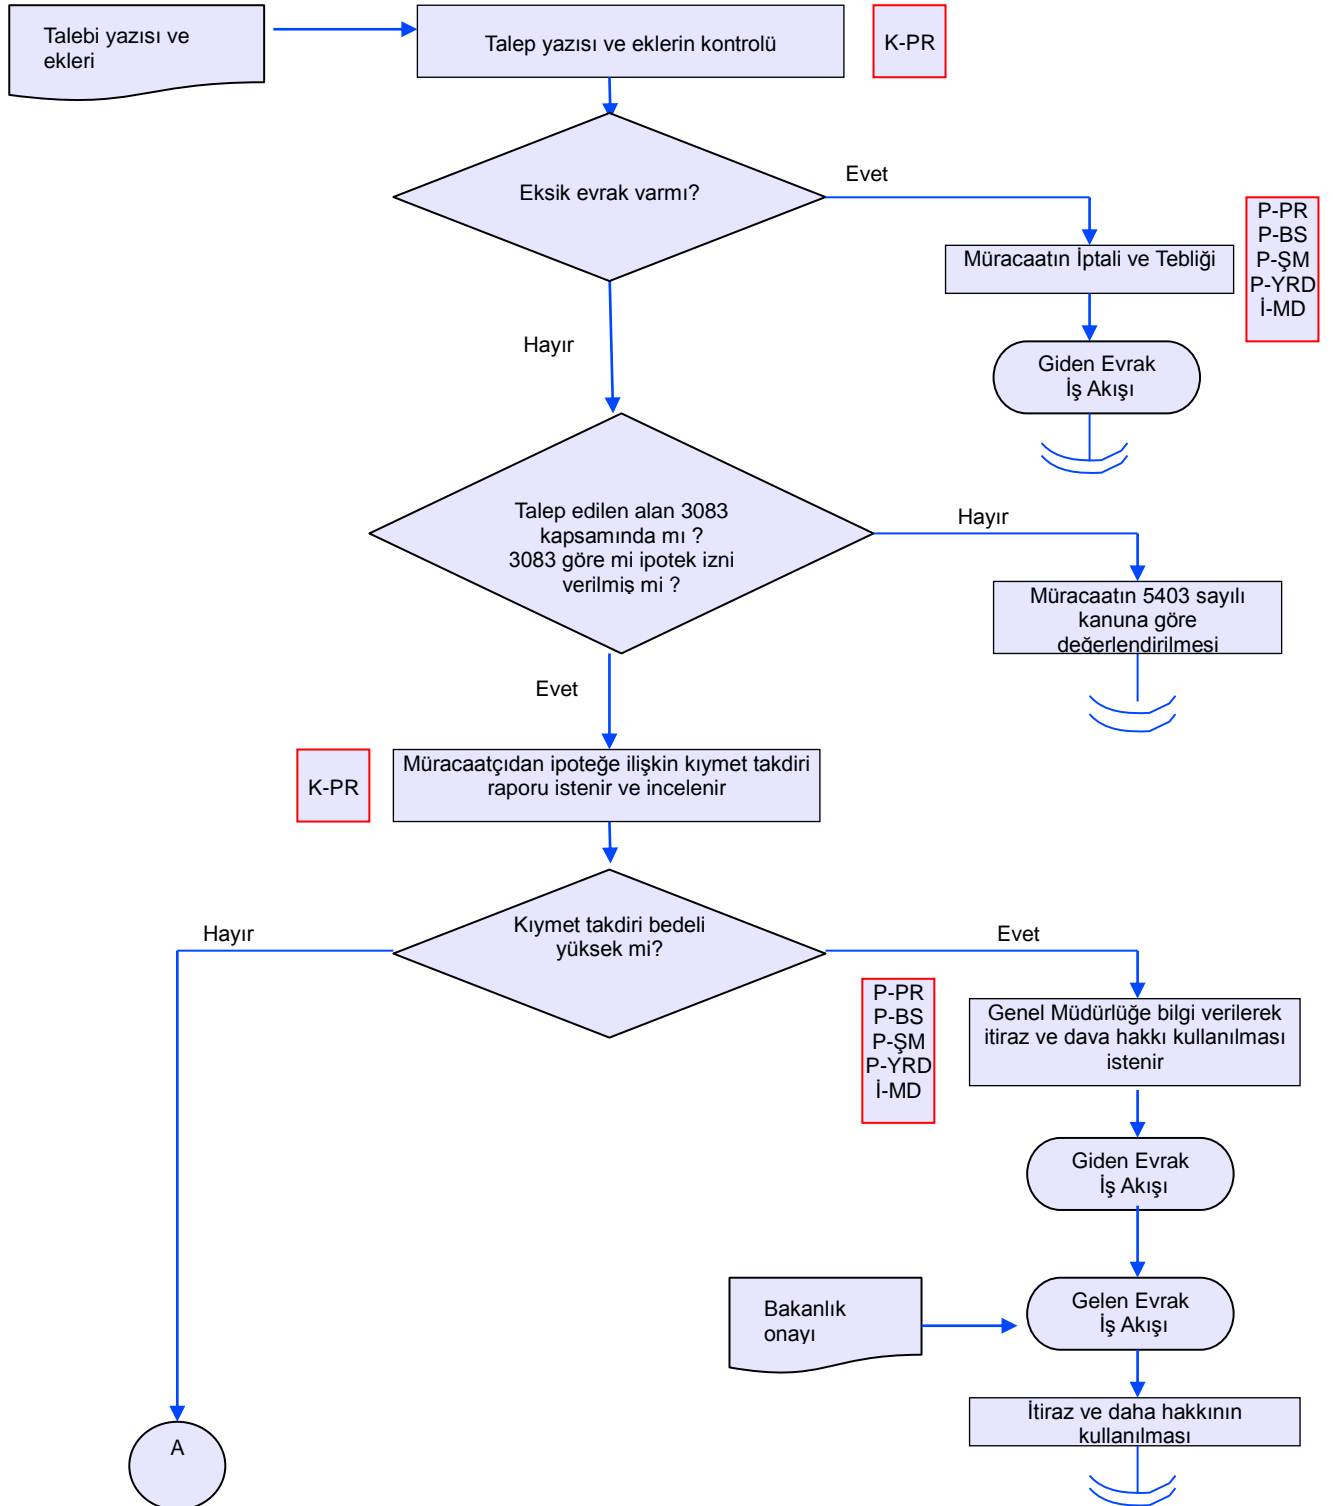 Talebi yazısı ve
ekleri
Talep yazısı ve eklerin kontrolü
K-PR
Eksik evrak varmı?
Evet
P-PR
P-BS
P-ŞM
P-YRD
İ-MD
Müracaatın İptali ve Tebliği
Hayır
Giden Evrak
İş Akışı
Talep edilen alan 3083
kapsamında mı ?
3083 göre mi ipotek izni
verilmiş mi ?
Hayır
Müracaatın 5403 sayılı
kanuna göre
değerlendirilmesi
Evet
K-PR
Müracaatçıdan ipoteğe ilişkin kıymet takdiri
raporu istenir ve incelenir
Kıymet takdiri bedeli
yüksek mi?
Hayır
Evet
P-PR
P-BS
P-ŞM
P-YRD
İ-MD
Genel Müdürlüğe bilgi verilerek
itiraz ve dava hakkı kullanılması
istenir
Giden Evrak
İş Akışı
Bakanlık
onayı
Gelen Evrak
İş Akışı
İtiraz ve daha hakkının
kullanılması
A